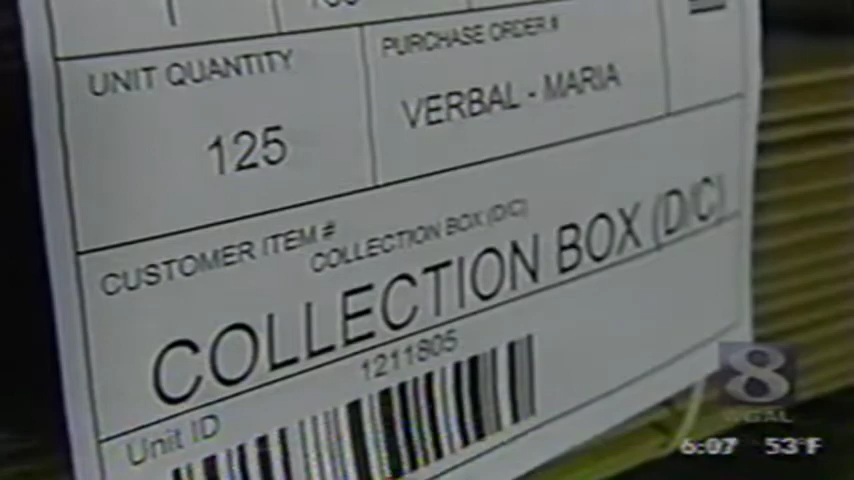 UNIT QUANTITY
PURCHASE ORDER #
125
VERBAL - MARIA
CUSTOMER ITEM #
COLLECTION BOX (D/C)
COLLECTION BOX (D/C)
Unit ID
1211805
8
WGAL
6:07 53°F